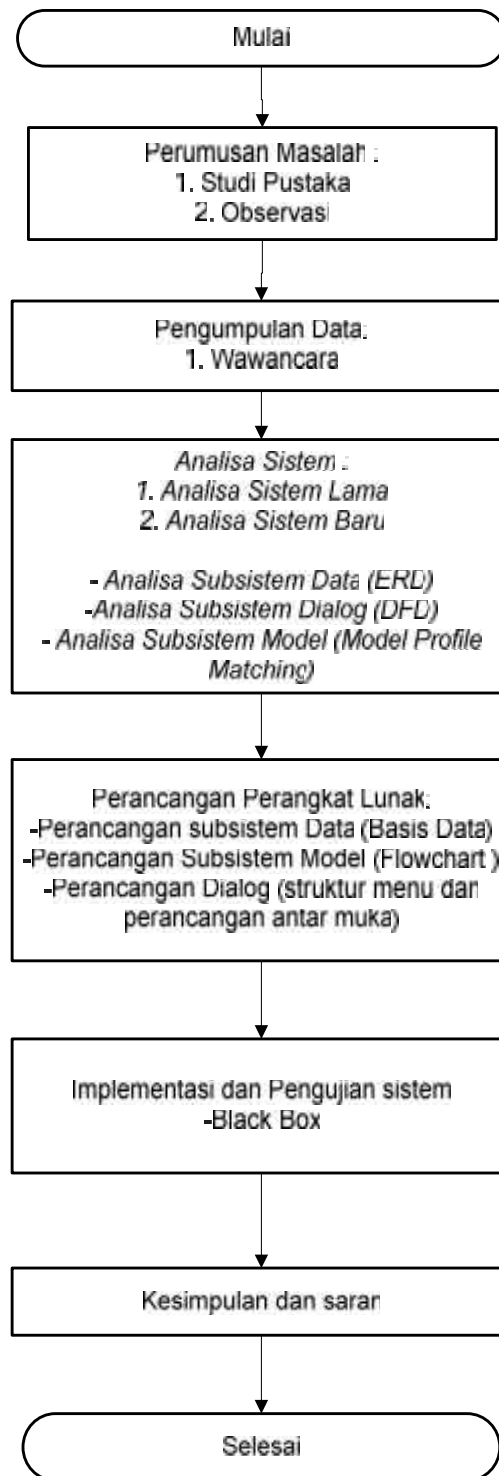 Mulai
Perumusan Masalah :
1. Studi Pustaka
2. Observasi
Pengumpulan Data:
1. Wawancara
Analisa Sistem :
1. Analisa Sistem Lama
2. Analisa Sistem Baru
- Analisa Subsistem Data (ERD)
-Analisa Subsistem Dialog (DFD)
- Analisa Subsistem Model (Model Profile
Matching)
Perancangan Perangkat Lunak:
-Perancangan subsistem Data (Basis Data)
-Perancangan Subsistem Model (Flowchart )
-Perancangan Dialog (struktur menu dan
perancangan antar muka)
Implementasi dan Pengujian sistem
-Black Box
Kesimpulan dan saran
Selesai